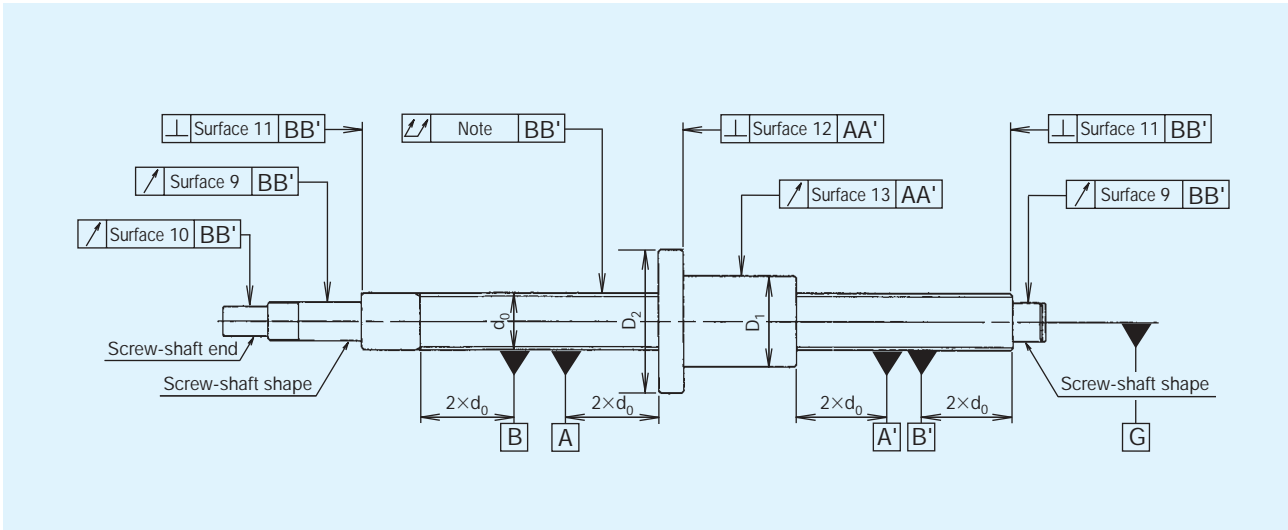 ⊥ Surface 11 BB'
Note BB'
⊥ Surface 12 AA'
⊥ Surface 11 BB'
Surface 9 BB'
Surface 13 AA'
Surface 9 BB'
Surface 10 BB'
d₀
D₂
D₁
Screw-shaft end
Screw-shaft shape
Screw-shaft shape
2×d₀
2×d₀
2×d₀
2×d₀
B
A
A'
B'
G